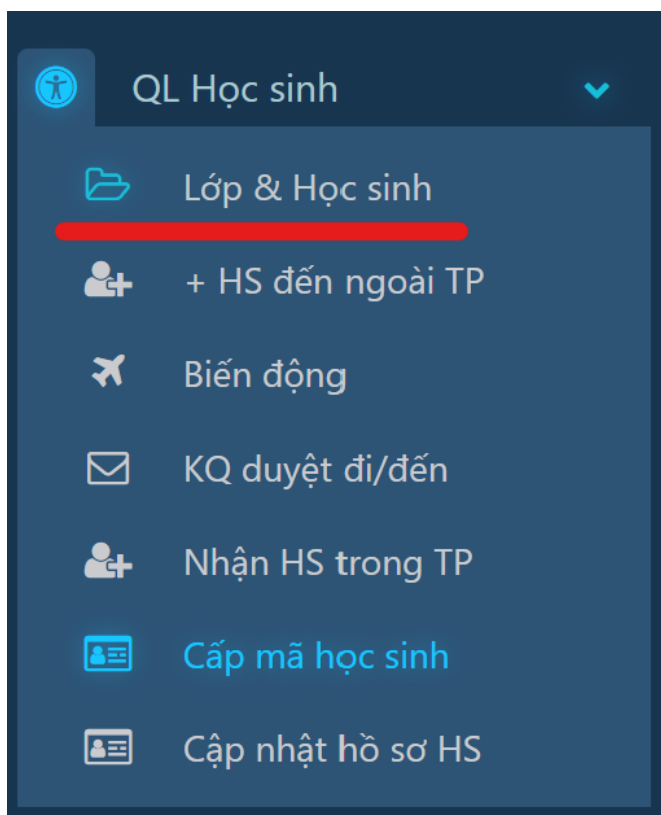 QL Học sinh
Lớp & Học sinh
+ HS đến ngoài TP
Biến động
KQ duyệt đi/đến
Nhận HS trong TP
Cấp mã học sinh
Cập nhật hồ sơ HS